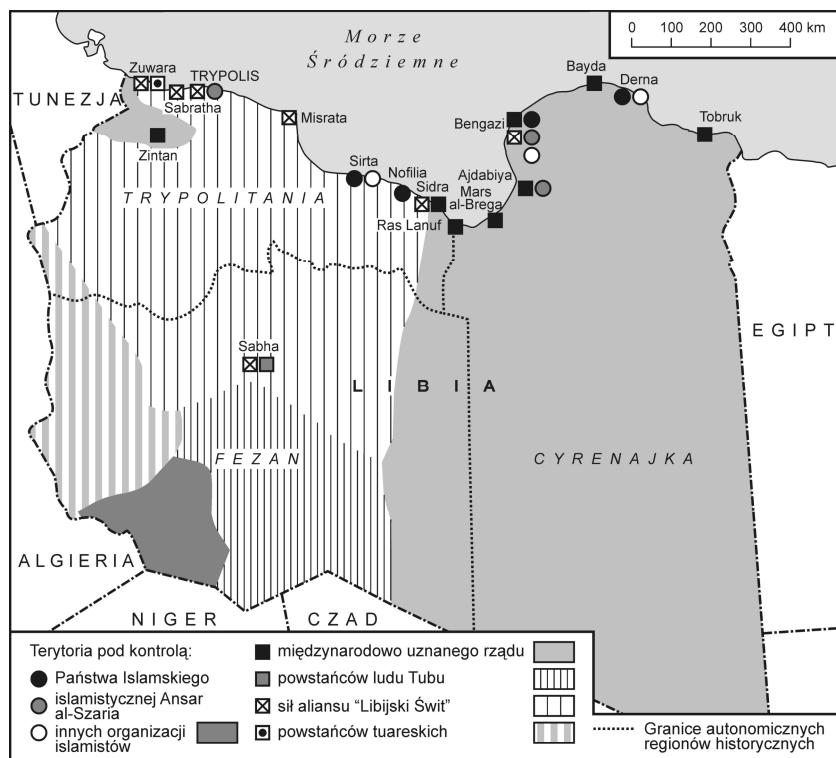 Morze
Śródziemne
0 100 200 300 400 km
Zuwara
TRYPOLIS
Bayda
Derna
TUNEZJA
Sabratha
Misrata
Bengazi
Tobruk
Zintan
Sirta
Nofilia
Sidra
Ajdabiya
Mars
al-Brega
TRYPOLITANIA
Ras Lanuf
EGIPT
Sabha
LIBIA
FEZAN
CYRENAJKA
ALGIERIA
NIGER
CZAD
Terytoria pod kontrolą:
Państwa Islamskiego
islamistycznej Ansar
al-Szaria
innych organizacji
islamistów
międzynarodowo uznanego rządu
powstańców ludu Tubu
sił aliansu “Libijski Świt”
powstańców tuareskich
Granice autonomicznych
regionów historycznych